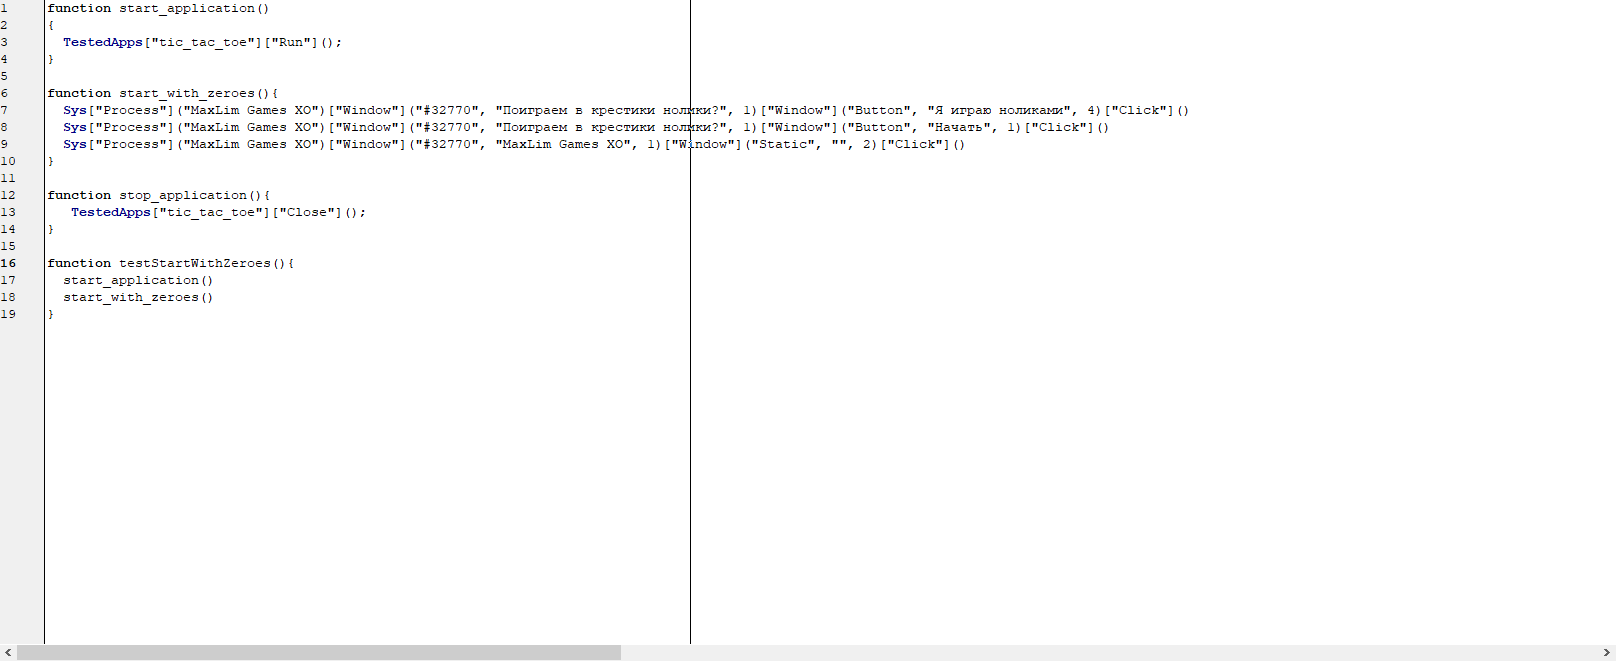 1 function start_application()
2 {
3   TestedApps["tic_tac_toe"]["Run"]();
4 }
5
6 function start_with_zeroes(){
7   Sys["Process"]("MaxLim Games XO")["Window"]("#32770", "Поиграем в крестики нолики?", 1)["Window"]("Button", "Я играю ноликами", 4)["Click"]()
8   Sys["Process"]("MaxLim Games XO")["Window"]("#32770", "Поиграем в крестики нолики?", 1)["Window"]("Button", "Начать", 1)["Click"]()
9   Sys["Process"]("MaxLim Games XO")["Window"]("#32770", "MaxLim Games XO", 1)["Window"]("Static", "", 2)["Click"]()
10 }
11
12 function stop_application(){
13    TestedApps["tic_tac_toe"]["Close"]();
14 }
15
16 function testStartWithZeroes(){
17   start_application()
18   start_with_zeroes()
19 }